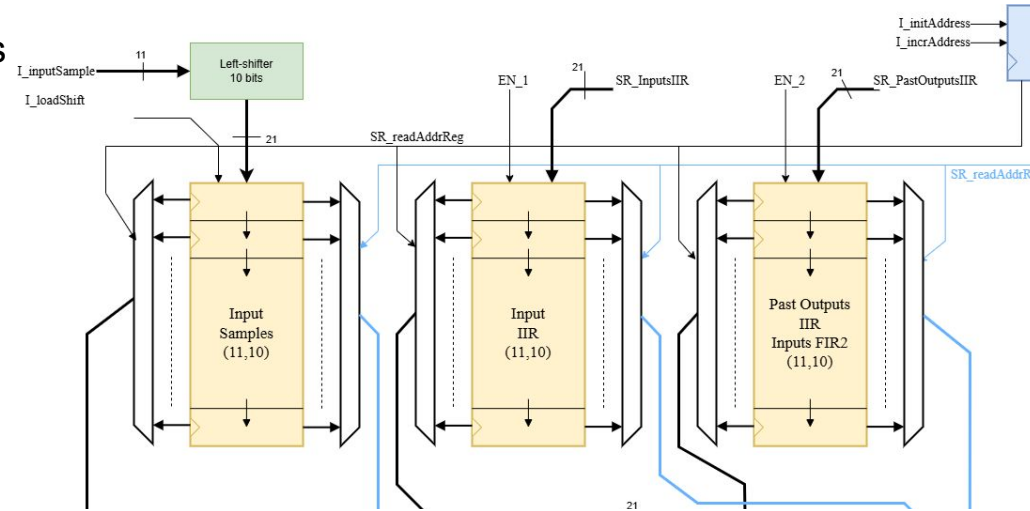 s
I_initAddress
I_incrAddress
11
I_inputSample
Left-shifter
10 bits
I_loadShift
21
EN_1
21
SR_InputsIIR
EN_2
21
SR_PastOutputsIIR
SR_readAddrReg
SR_readAddrR
Input
Samples
(11,10)
Input
IIR
(11,10)
Past Outputs
IIR
Inputs FIR2
(11,10)
21